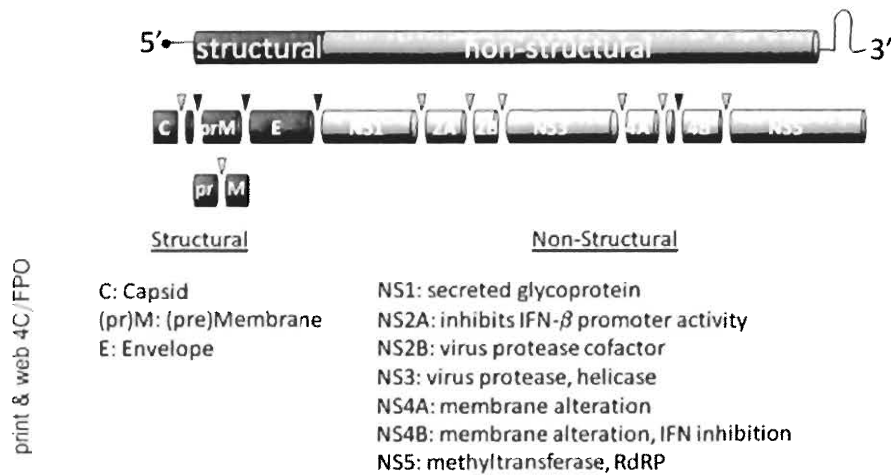 5′ structural non-structural 3′
C prM E NS1 2A 2B NS3 4A 4B NS5
pr M
Structural Non-Structural
C: Capsid
(pr)M: (pre)Membrane
E: Envelope
NS1: secreted glycoprotein
NS2A: inhibits IFN-β promoter activity
NS2B: virus protease cofactor
NS3: virus protease, helicase
NS4A: membrane alteration
NS4B: membrane alteration, IFN inhibition
NS5: methyltransferase, RdRP
print & web 4C/FPO